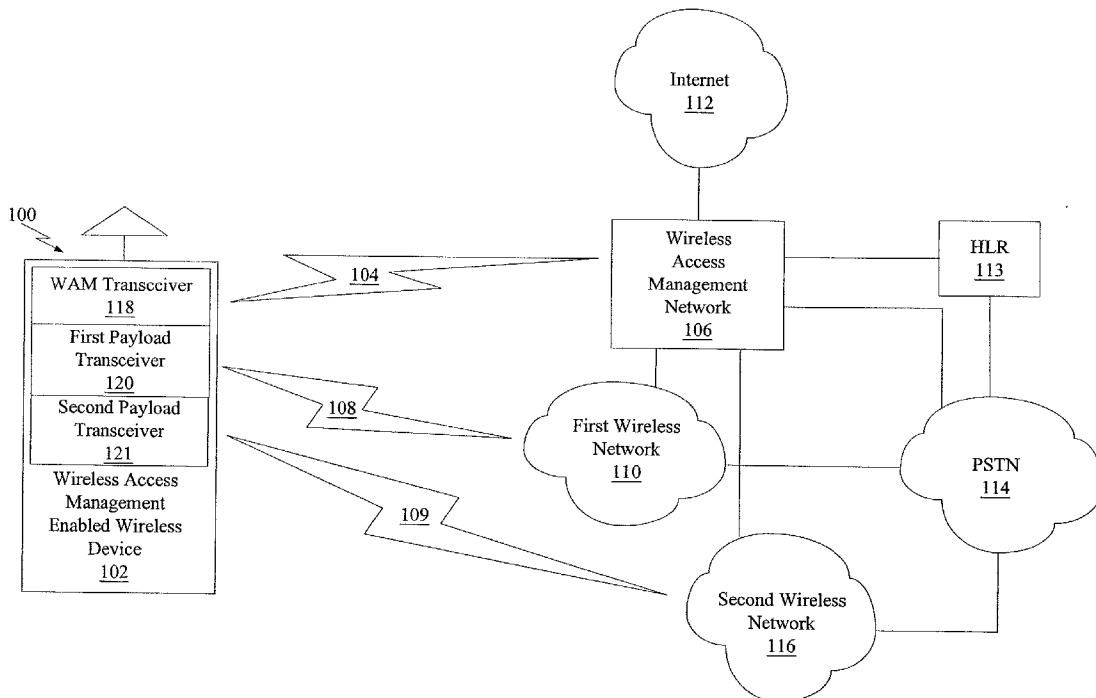 Internet
112
100
WAM Transceiver
118
First Payload
Transceiver
120
Second Payload
Transceiver
121
Wireless Access
Management
Enabled Wireless
Device
102
104
108
109
Wireless
Access
Management
Network
106
HLR
113
First Wireless
Network
110
PSTN
114
Second Wireless
Network
116